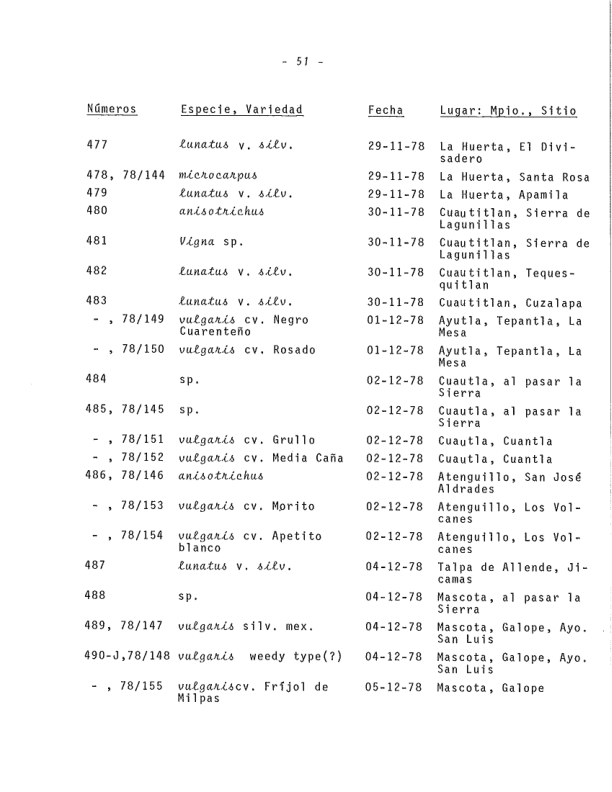 - 51 -
Números Especie, Variedad Fecha Lugar: Mpio., Sitio
477 lunatus v. silv. 29-11-78 La Huerta, El Divi-
sadero
478, 78/144 microcarpus 29-11-78 La Huerta, Santa Rosa
479 lunatus v. silv. 29-11-78 La Huerta, Apamila
480 anisotrichus 30-11-78 Cuautitlan, Sierra de
Lagunillas
481 Vigna sp. 30-11-78 Cuautitlan, Sierra de
Lagunillas
482 lunatus v. silv. 30-11-78 Cuautitlan, Teques-
quitlan
483 lunatus v. silv. 30-11-78 Cuautitlan, Cuzalapa
- , 78/149 vulgaris cv. Negro 01-12-78 Ayutla, Tepantla, La
Cuarenteño Mesa
- , 78/150 vulgaris cv. Rosado 01-12-78 Ayutla, Tepantla, La
Mesa
484 sp. 02-12-78 Cuautla, al pasar la
Sierra
485, 78/145 sp. 02-12-78 Cuautla, al pasar la
Sierra
- , 78/151 vulgaris cv. Grullo 02-12-78 Cuautla, Cuantla
- , 78/152 vulgaris cv. Media Caña 02-12-78 Cuautla, Cuantla
486, 78/146 anisotrichus 02-12-78 Atenguillo, San José
Aldrades
- , 78/153 vulgaris cv. Morito 02-12-78 Atenguillo, Los Vol-
canes
- , 78/154 vulgaris cv. Apetito 02-12-78 Atenguillo, Los Vol-
blanco canes
487 lunatus v. silv. 04-12-78 Talpa de Allende, Ji-
camas
488 sp. 04-12-78 Mascota, al pasar la
Sierra
489, 78/147 vulgaris silv. mex. 04-12-78 Mascota, Galope, Ayo.
San Luis
490-J,78/148 vulgaris weedy type(?) 04-12-78 Mascota, Galope, Ayo.
San Luis
- , 78/155 vulgariscv. Fríjol de 05-12-78 Mascota, Galope
Milpas